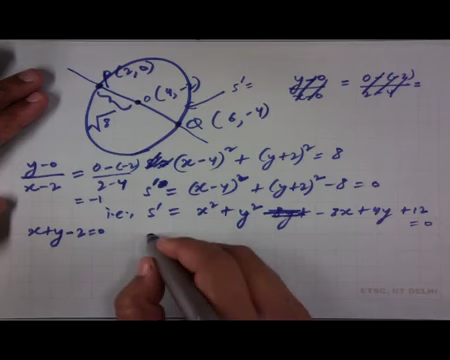 P(2,0)
O(4,-2)
S' =
Q(6,-4)
√8
y-0/x-2 = 0-(-2)/2-4 = -1
x+y-2=0
(x-4)² + (y+2)² = 8
S' = (x-4)² + (y+2)² -8 = 0
i.e., S' = x² + y² - 8x + 4y + 12 = 0
ETSC, IIT DELHI